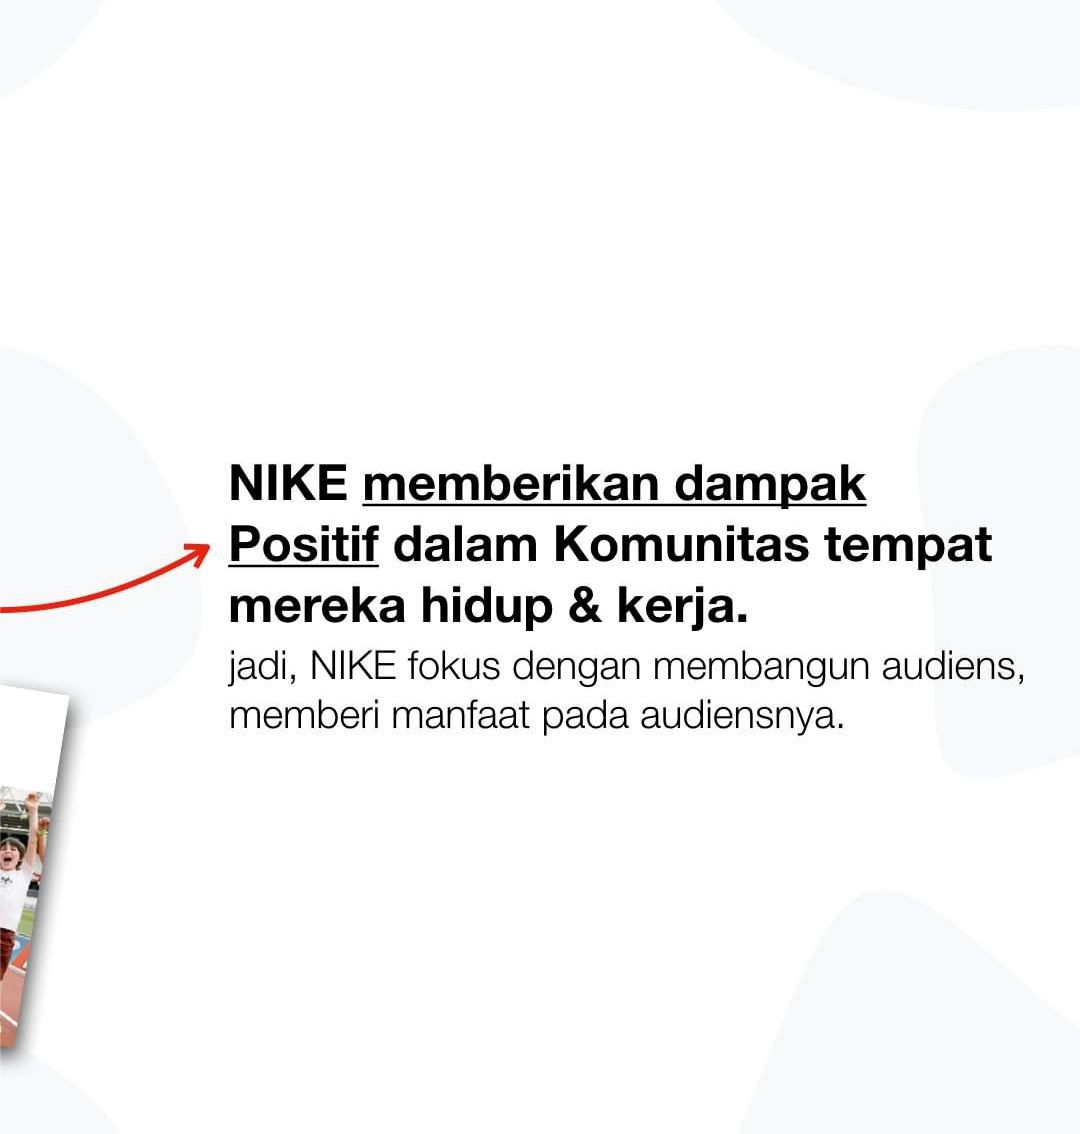 NIKE memberikan dampak
Positif dalam Komunitas tempat
mereka hidup & kerja.
jadi, NIKE fokus dengan membangun audiens,
memberi manfaat pada audiensnya.